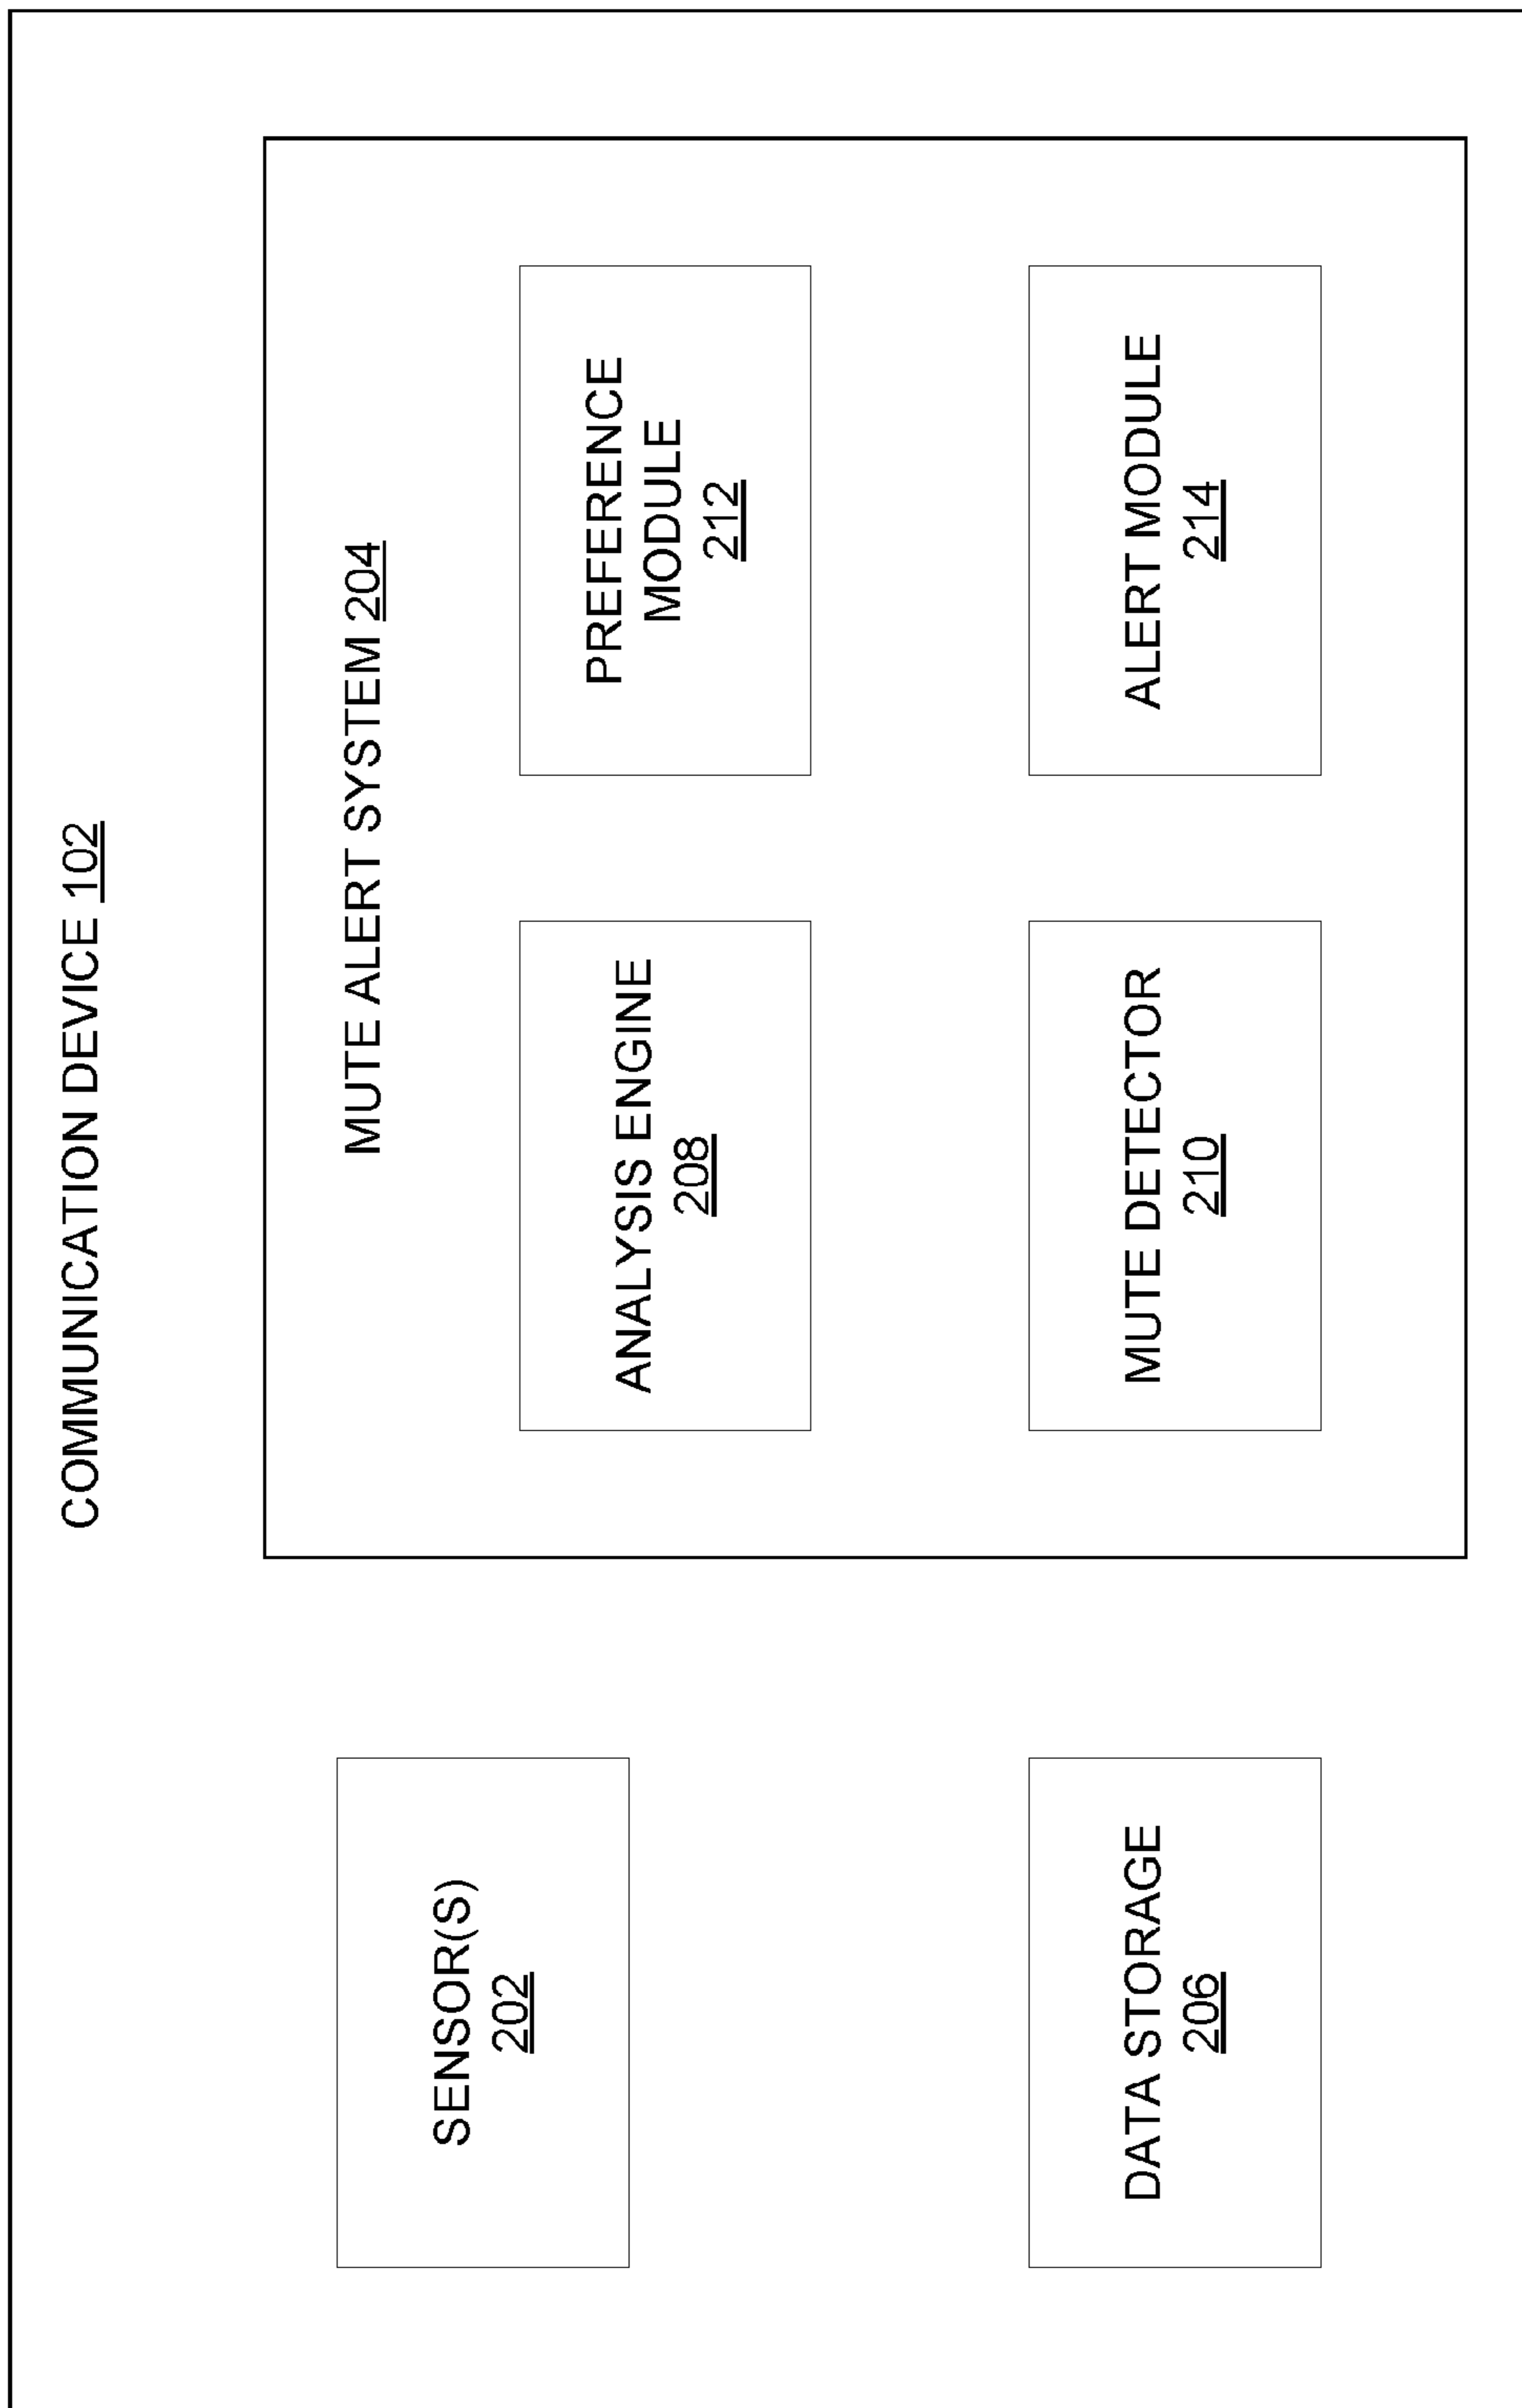 COMMUNICATION DEVICE 102
SENSOR(S)
202
DATA STORAGE
206
MUTE ALERT SYSTEM 204
ANALYSIS ENGINE
208
PREFERENCE
MODULE
212
MUTE DETECTOR
210
ALERT MODULE
214